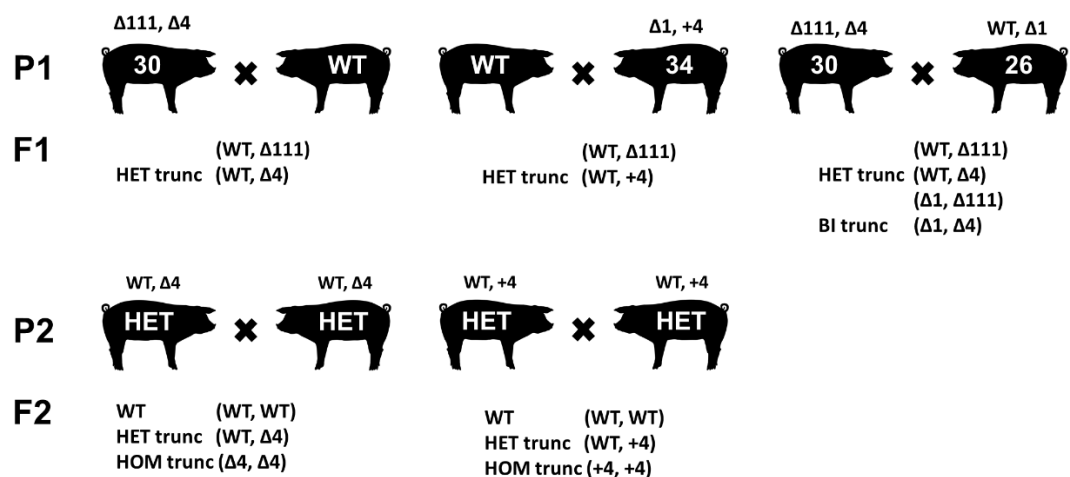 Δ111, Δ4 Δ1, +4 Δ111, Δ4 WT, Δ1
P1 30 × WT WT × 34 30 × 26
F1 (WT, Δ111) (WT, Δ111) (WT, Δ111)
HET trunc (WT, Δ4) HET trunc (WT, +4) HET trunc (WT, Δ4)
(Δ1, Δ111)
BI trunc (Δ1, Δ4)
WT, Δ4 WT, Δ4 WT, +4 WT, +4
P2 HET × HET HET × HET
F2 WT (WT, WT) WT (WT, WT)
HET trunc (WT, Δ4) HET trunc (WT, +4)
HOM trunc (Δ4, Δ4) HOM trunc (+4, +4)